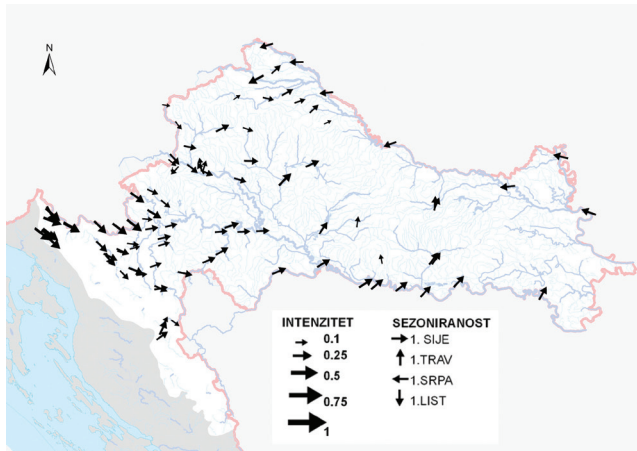 N
INTENZITET
0.1
0.25
0.5
0.75
1
SEZONIRANOST
1. SIJE
1.TRAV
1.SRPA
1.LIST